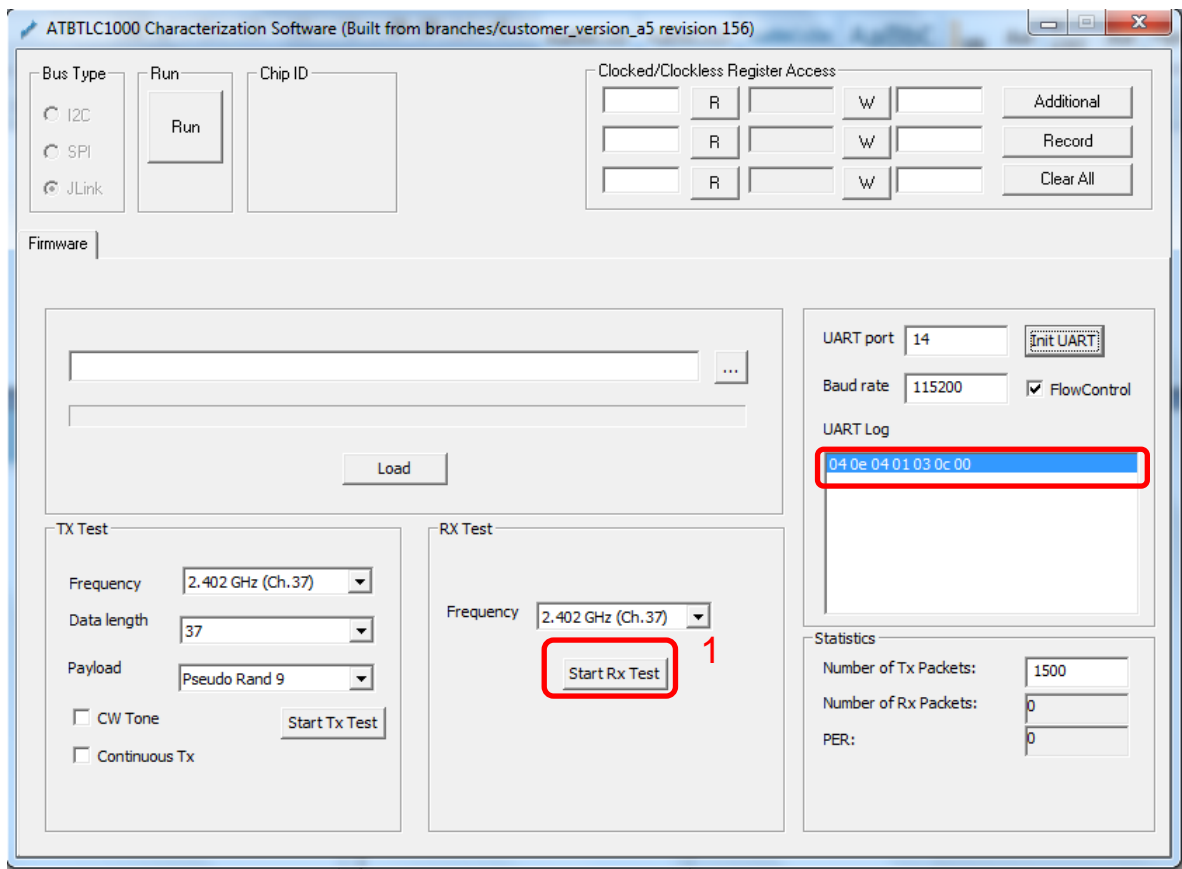 ATBTLC1000 Characterization Software (Built from branches/customer_version_a5 revision 156)
Bus Type
I2C
SPI
JLink
Run
Run
Chip ID
Clocked/Clockless Register Access
R W Additional
R W Record
R W Clear All
Firmware
...
Load
UART port 14 Init UART
Baud rate 115200 FlowControl
UART Log
04 0e 04 01 03 0c 00
TX Test
Frequency 2.402 GHz (Ch.37)
Data length 37
Payload Pseudo Rand 9
CW Tone Start Tx Test
Continuous Tx
RX Test
Frequency 2.402 GHz (Ch.37)
1
Start Rx Test
Statistics
Number of Tx Packets: 1500
Number of Rx Packets: 0
PER: 0